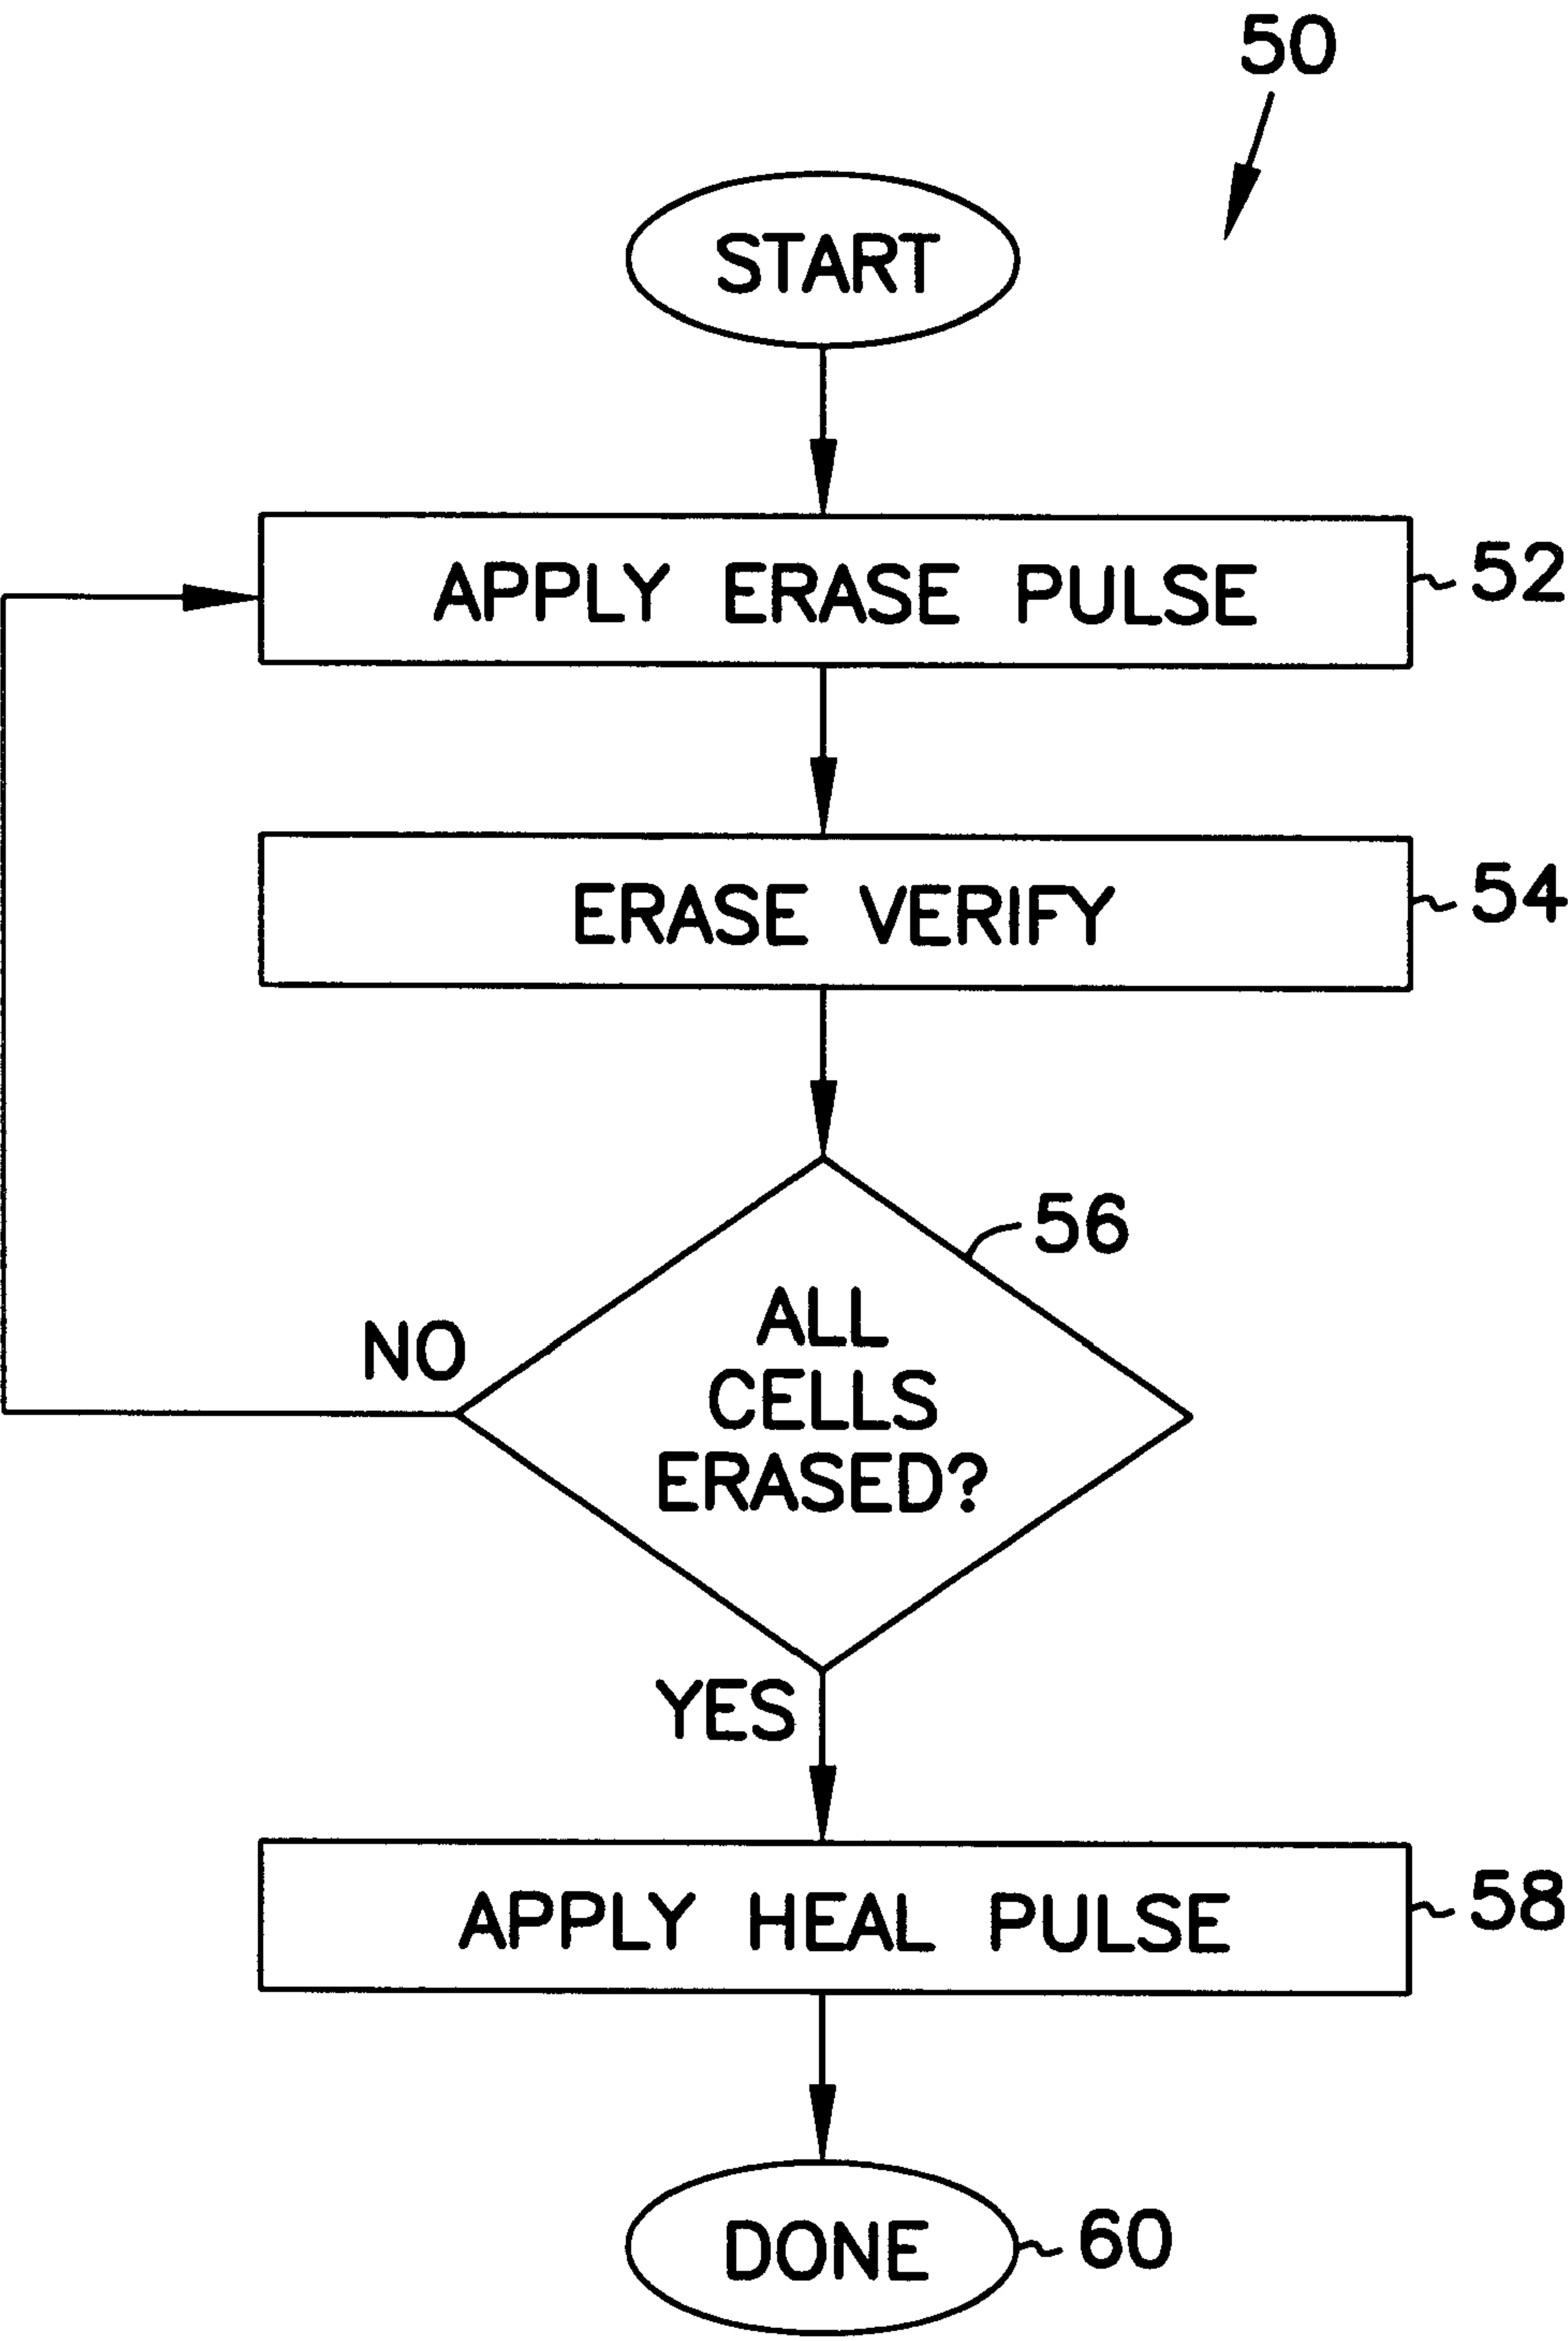 50
START
APPLY ERASE PULSE
52
ERASE VERIFY
54
56
ALL
CELLS
ERASED?
NO
YES
APPLY HEAL PULSE
58
DONE
60